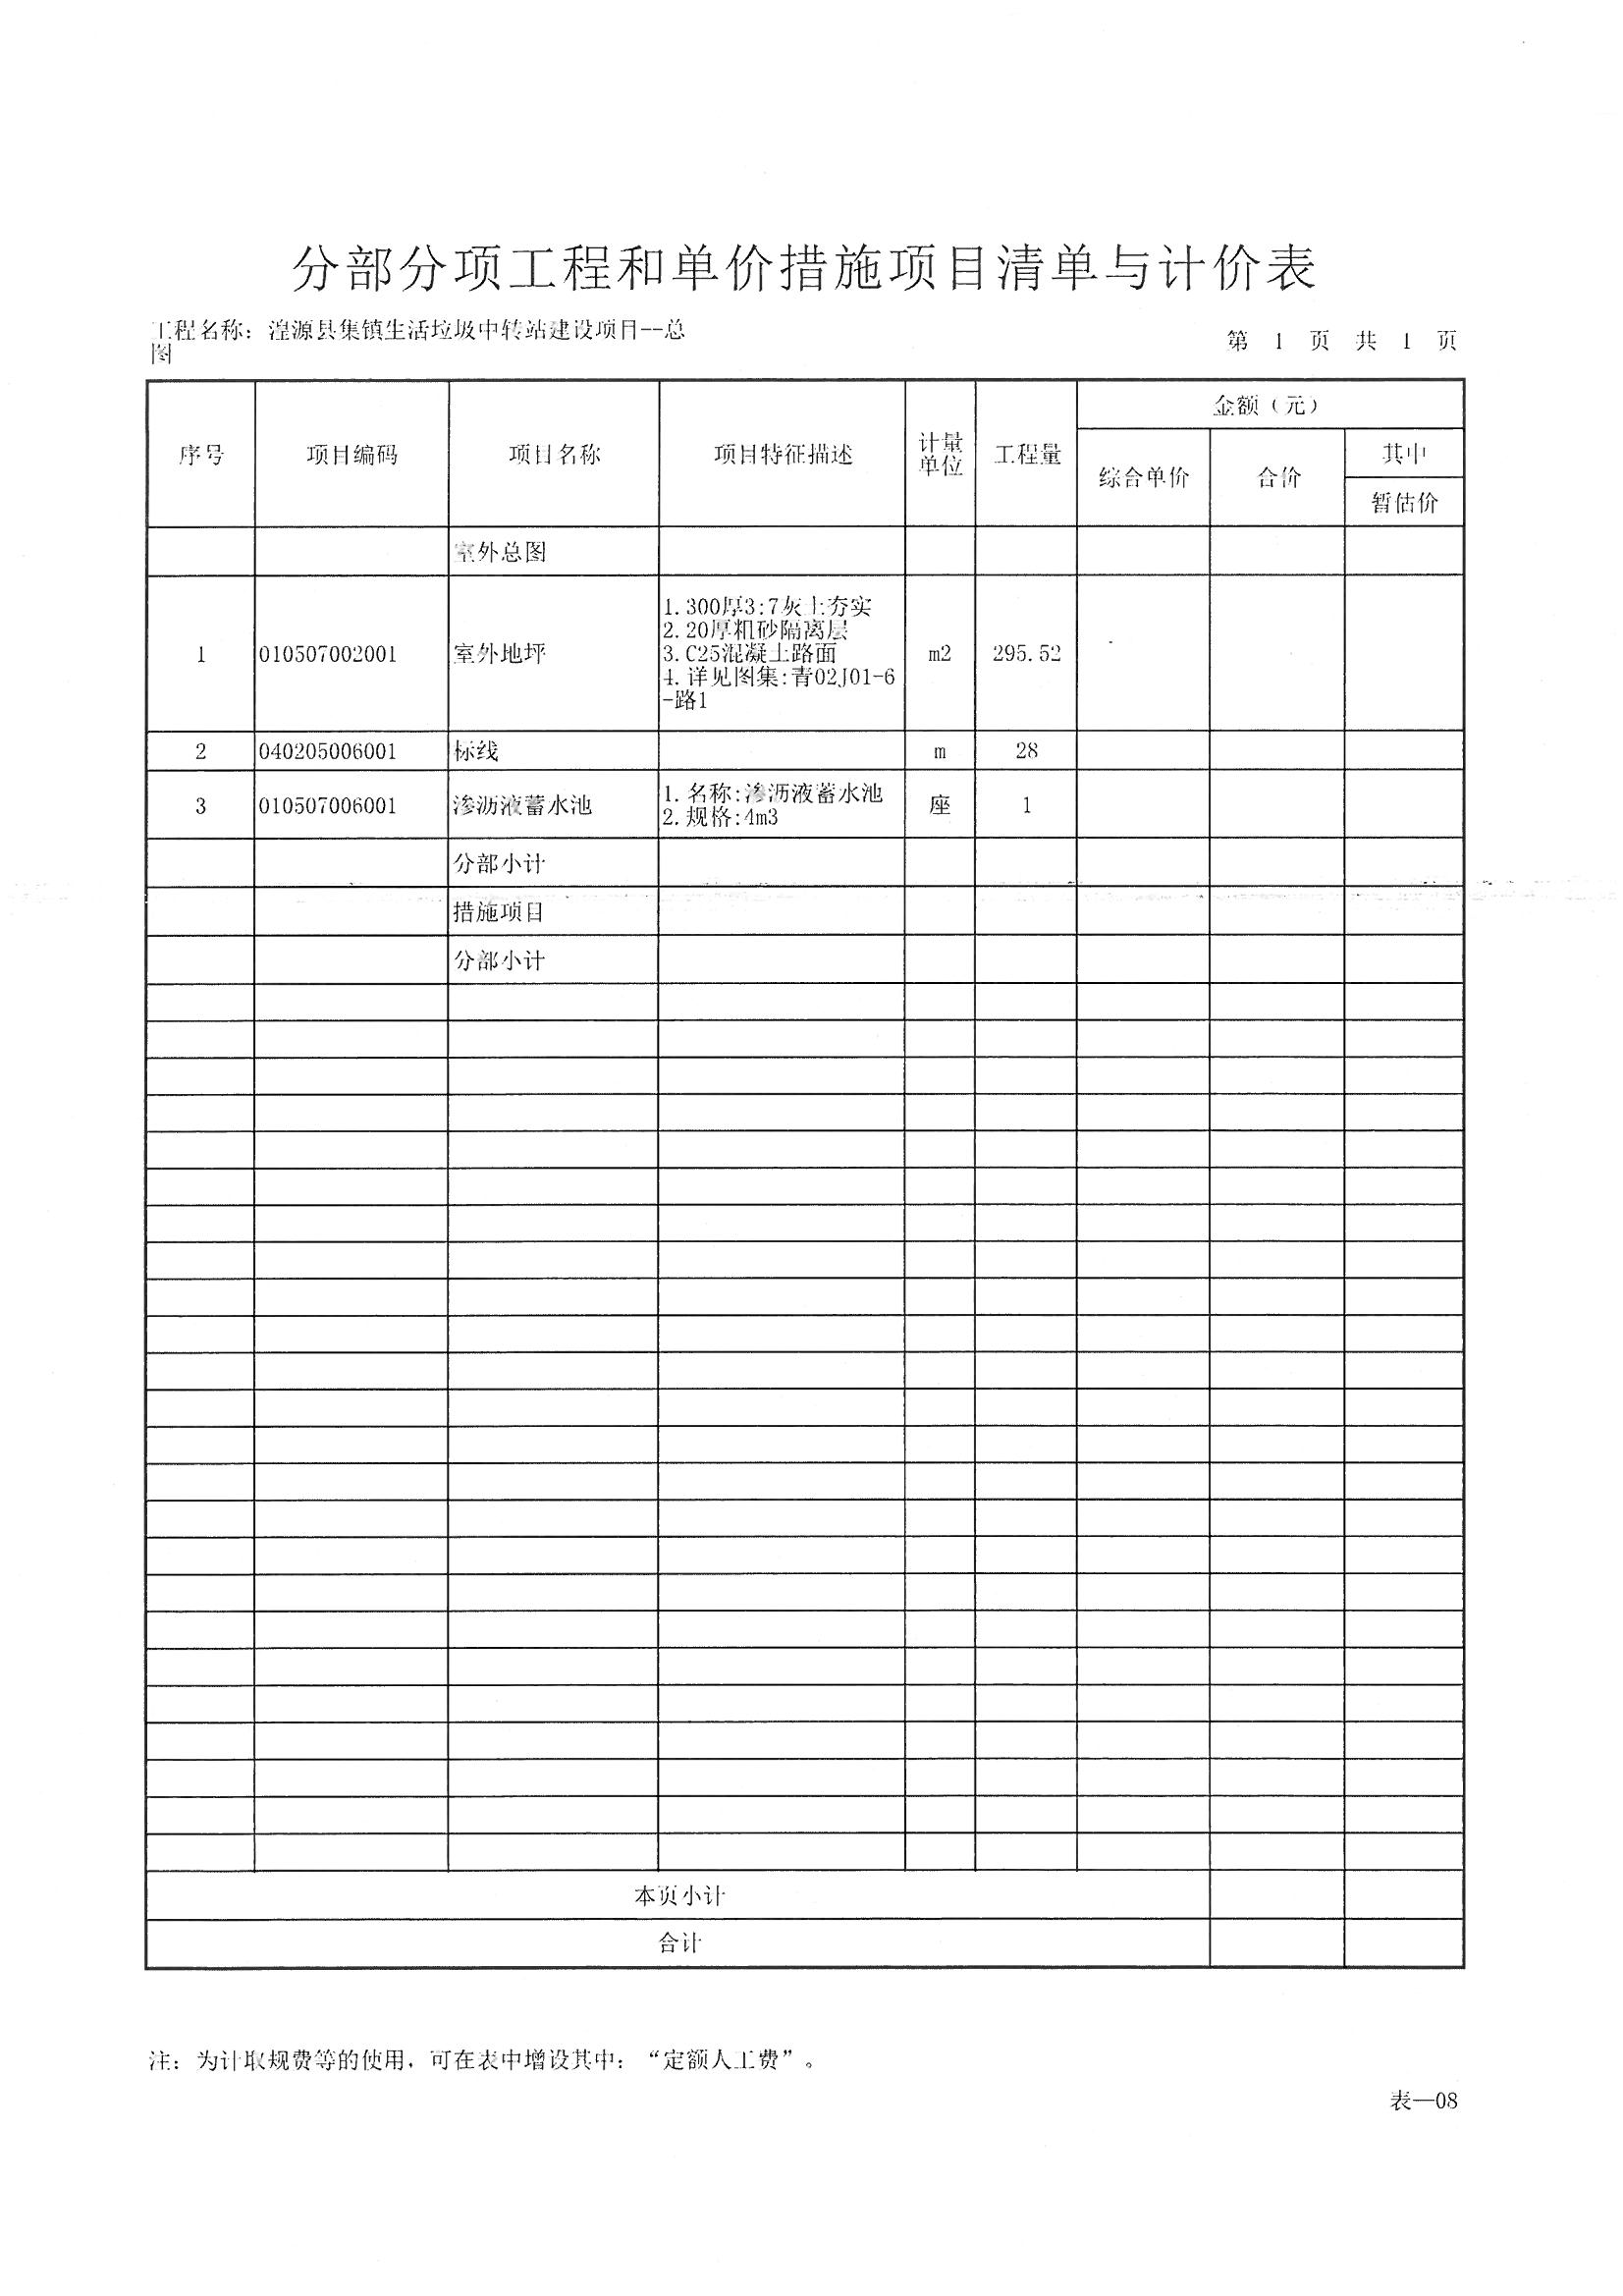 分部分项工程和单价措施项目清单与计价表
工程名称：湟源县集镇生活垃圾中转站建设项目--总
图
第 1 页 共 1 页
序号 项目编码 项目名称 项目特征描述 计量单位 工程量 金额（元）
综合单价 合价 其中
暂估价
室外总图
1 010507002001 室外地坪 1.300厚3:7灰土夯实
2.20厚粗砂隔离层
3.C25混凝土路面
4.详见图集:青02J01-6
-路1
m2 295.52
2 040205006001 标线 m 28
3 010507006001 渗沥液蓄水池 1.名称:渗沥液蓄水池
2.规格:4m3
座 1
分部小计
措施项目
分部小计
本页小计
合计
注：为计取规费等的使用，可在表中增设其中：“定额人工费”。
表—08